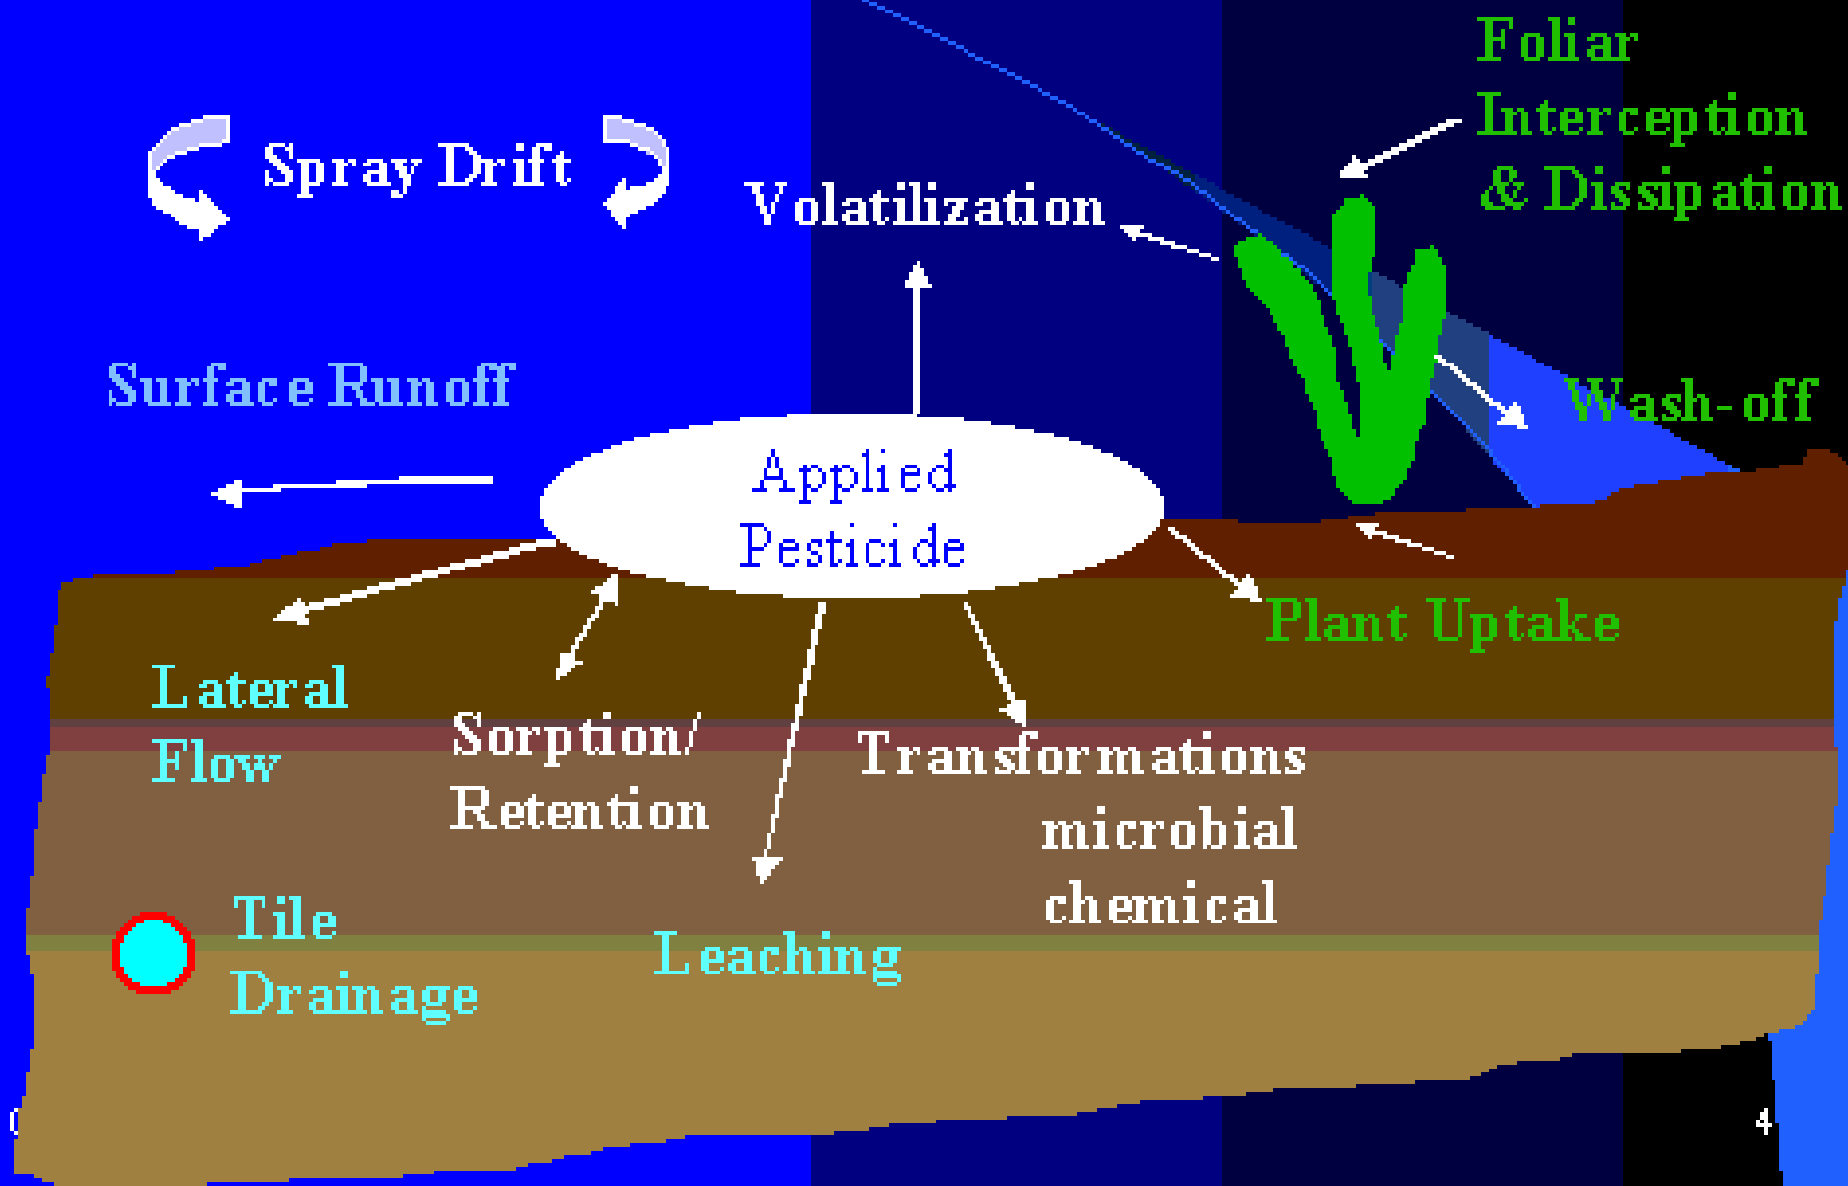 Foliar
Interception
& Dissipation
Spray Drift
Volatilization
Surface Runoff
Wash-off
Applied
Pesticide
Plant Uptake
Lateral
Flow
Sorption/
Retention
Transformations
microbial
chemical
Tile
Drainage
Leaching
4